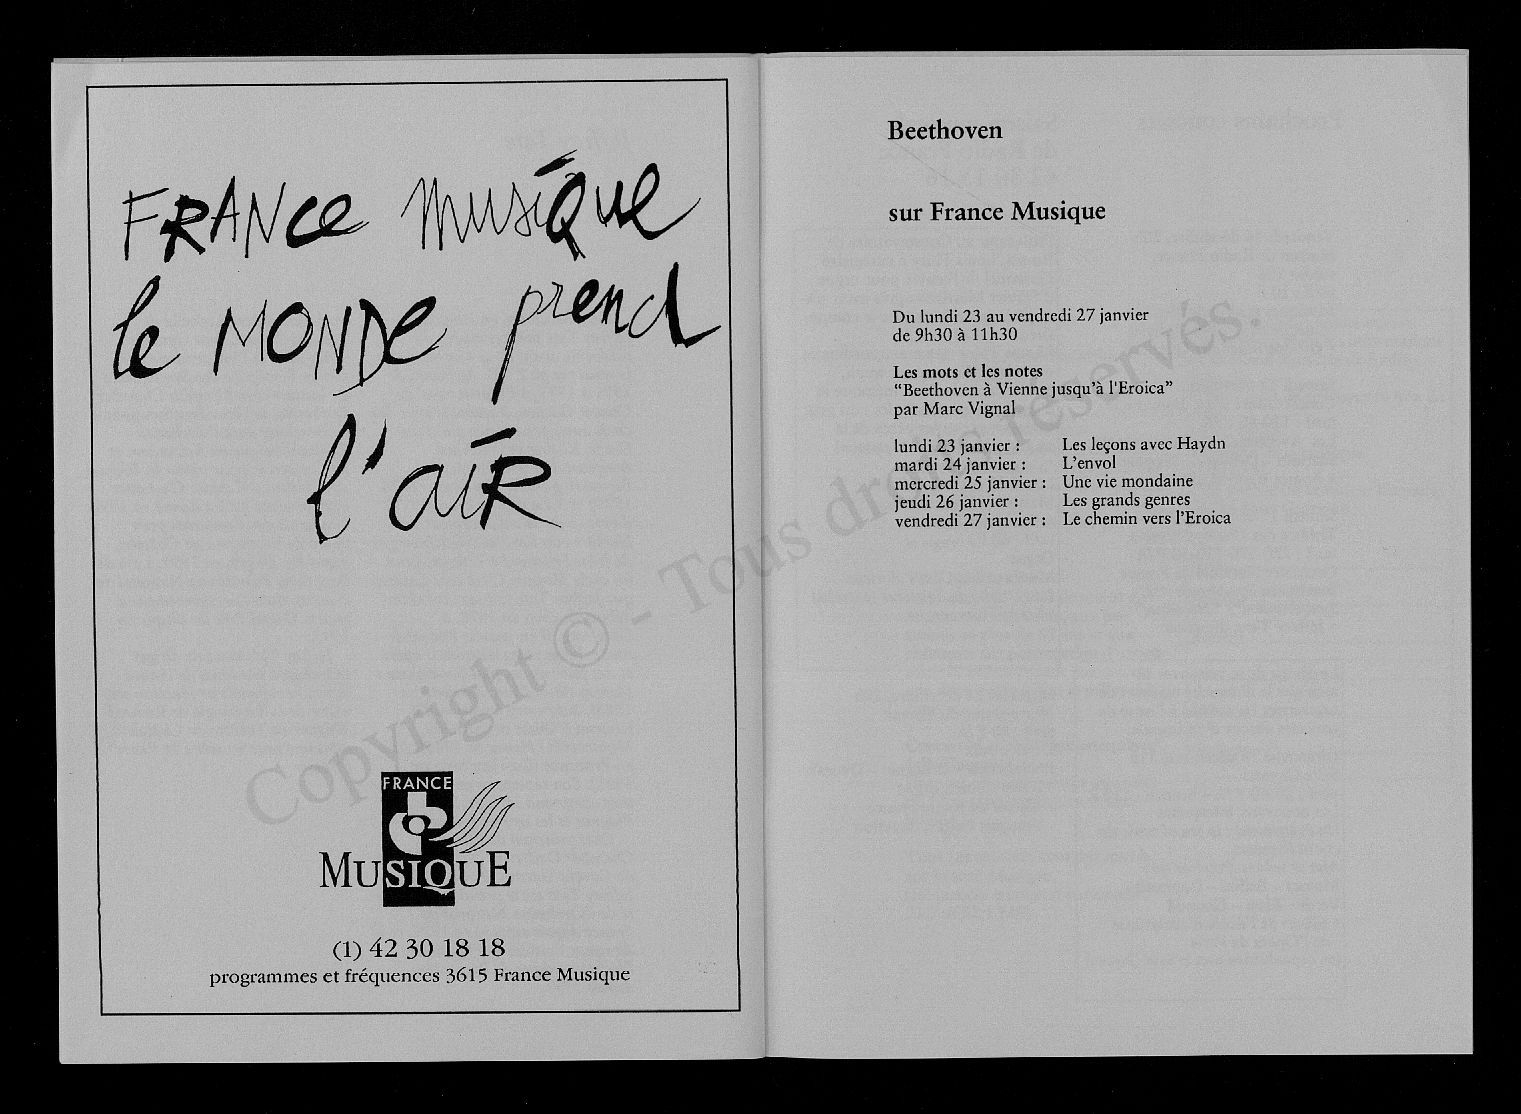 FRANCE musique
le MONDE prend
l'aiR
FRANCE
MUSIQUE
(1) 42 30 18 18
programmes et fréquences 3615 France Musique
Beethoven
sur France Musique
Du lundi 23 au vendredi 27 janvier
de 9h30 à 11h30
Les mots et les notes
“Beethoven à Vienne jusqu'à l'Eroica”
par Marc Vignal
lundi 23 janvier : Les leçons avec Haydn
mardi 24 janvier : L'envol
mercredi 25 janvier : Une vie mondaine
jeudi 26 janvier : Les grands genres
vendredi 27 janvier : Le chemin vers l'Eroica
Copyright © - Tous droits réservés.